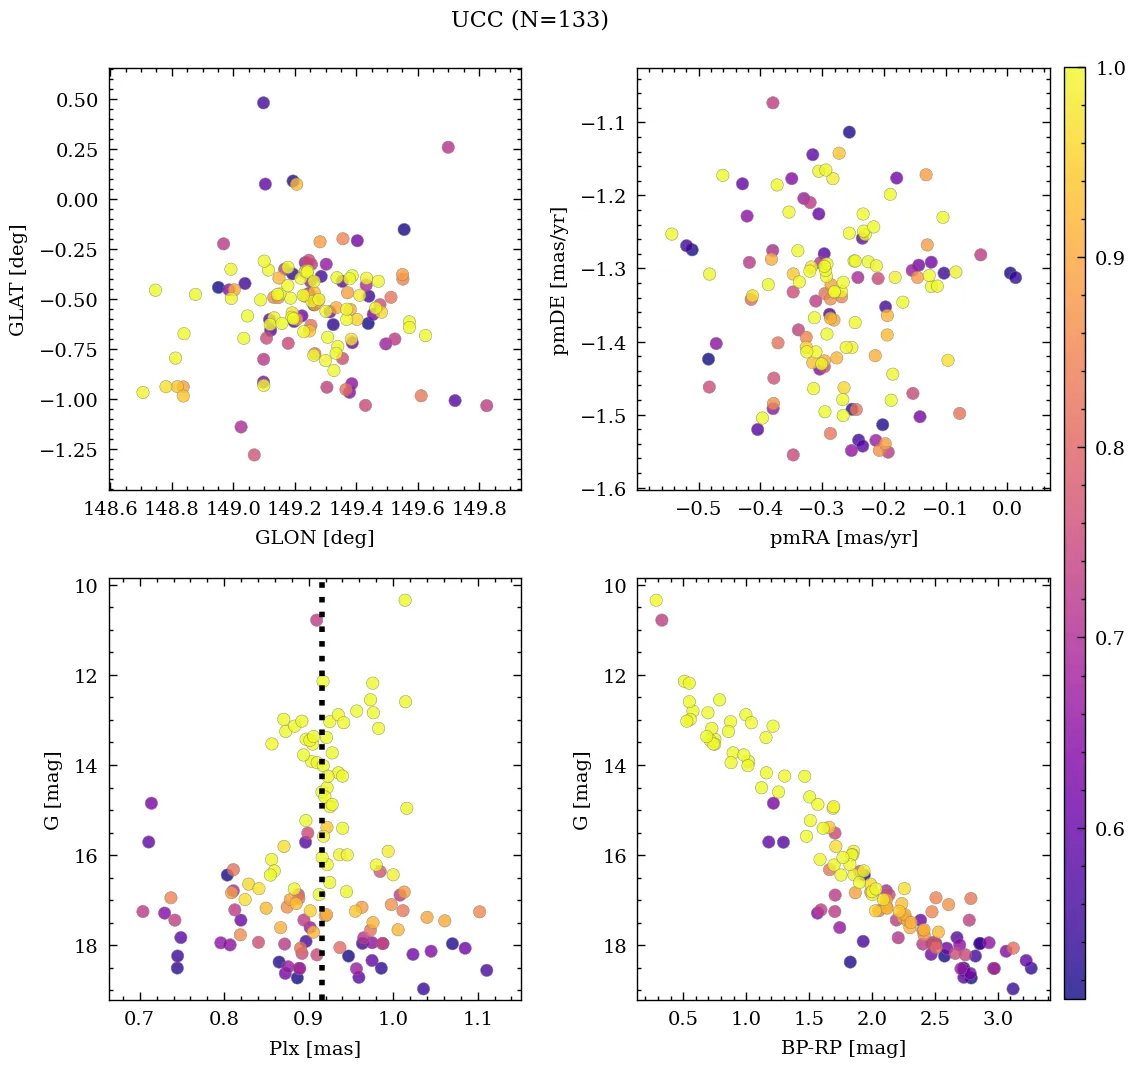 UCC (N=133)
0.50
0.25
0.00
−0.25
−0.50
−0.75
−1.00
−1.25
GLAT [deg]
148.6 148.8 149.0 149.2 149.4 149.6 149.8
GLON [deg]
−1.1
−1.2
−1.3
−1.4
−1.5
−1.6
pmDE [mas/yr]
−0.5 −0.4 −0.3 −0.2 −0.1 0.0
pmRA [mas/yr]
10
12
14
16
18
G [mag]
0.7 0.8 0.9 1.0 1.1
Plx [mas]
10
12
14
16
18
G [mag]
0.5 1.0 1.5 2.0 2.5 3.0
BP-RP [mag]
1.0
0.9
0.8
0.7
0.6